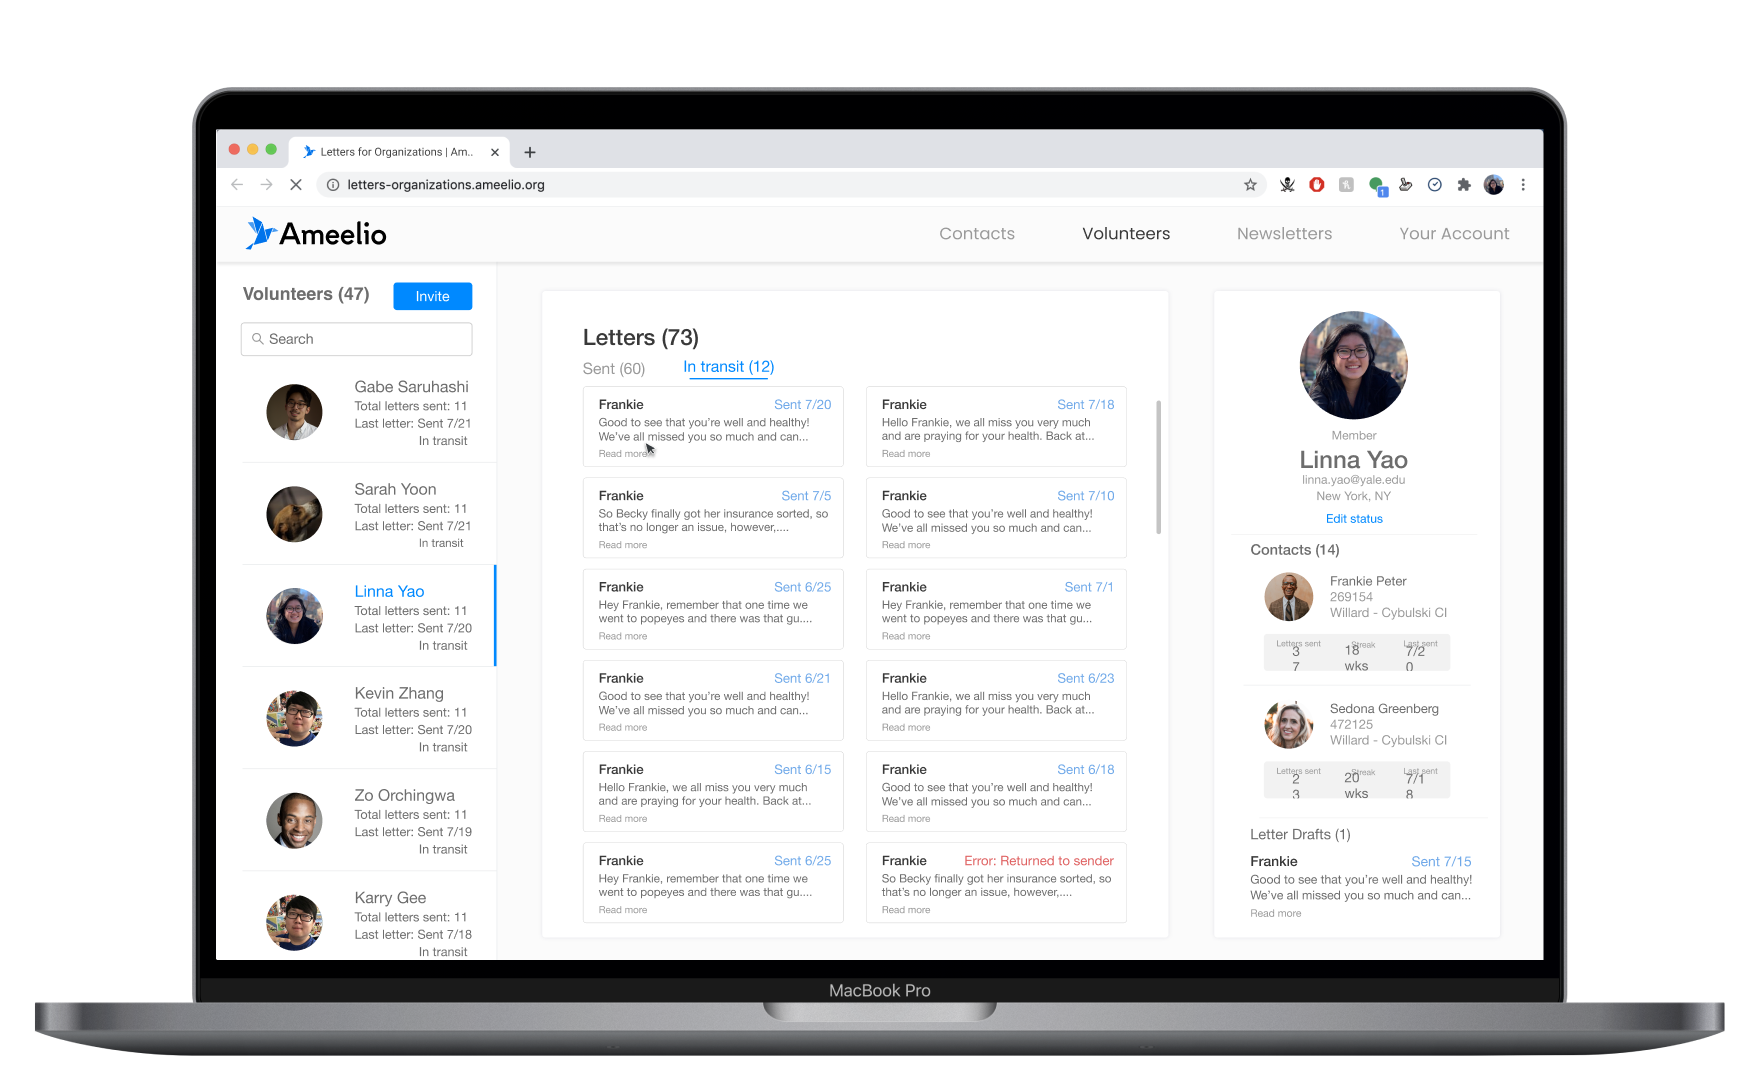 Letters for Organizations | Am..
letters-organizations.ameelio.org
1
Ameelio
Contacts
Volunteers
Newsletters
Your Account
Volunteers (47)
Invite
Search
Gabe Saruhashi
Total letters sent: 11
Last letter: Sent 7/21
In transit
Sarah Yoon
Total letters sent: 11
Last letter: Sent 7/21
In transit
Linna Yao
Total letters sent: 11
Last letter: Sent 7/20
In transit
Kevin Zhang
Total letters sent: 11
Last letter: Sent 7/20
In transit
Zo Orchingwa
Total letters sent: 11
Last letter: Sent 7/19
In transit
Karry Gee
Total letters sent: 11
Last letter: Sent 7/18
In transit
Letters (73)
Sent (60)
In transit (12)
Frankie Sent 7/20
Good to see that you're well and healthy!
We've all missed you so much and can...
Read more
Frankie Sent 7/18
Hello Frankie, we all miss you very much
and are praying for your health. Back at...
Read more
Frankie Sent 7/5
So Becky finally got her insurance sorted, so
that's no longer an issue, however,....
Read more
Frankie Sent 7/10
Good to see that you're well and healthy!
We've all missed you so much and can...
Read more
Frankie Sent 6/25
Hey Frankie, remember that one time we
went to popeyes and there was that gu....
Read more
Frankie Sent 7/1
Hey Frankie, remember that one time we
went to popeyes and there was that gu....
Read more
Frankie Sent 6/21
Good to see that you're well and healthy!
We've all missed you so much and can...
Read more
Frankie Sent 6/23
Hello Frankie, we all miss you very much
and are praying for your health. Back at...
Read more
Frankie Sent 6/15
Hello Frankie, we all miss you very much
and are praying for your health. Back at...
Read more
Frankie Sent 6/18
Good to see that you're well and healthy!
We've all missed you so much and can...
Read more
Frankie Sent 6/25
Hey Frankie, remember that one time we
went to popeyes and there was that gu....
Read more
Frankie Error: Returned to sender
So Becky finally got her insurance sorted, so
that's no longer an issue, however,....
Read more
Member
Linna Yao
linna.yao@yale.edu
New York, NY
Edit status
Contacts (14)
Frankie Peter
269154
Willard - Cybulski CI
Letters sent Streak Last sent
3 18 7/2
7 wks 0
Sedona Greenberg
472125
Willard - Cybulski CI
Letters sent Streak Last sent
2 20 7/1
3 wks 8
Letter Drafts (1)
Frankie Sent 7/15
Good to see that you're well and healthy!
We've all missed you so much and can...
Read more
MacBook Pro